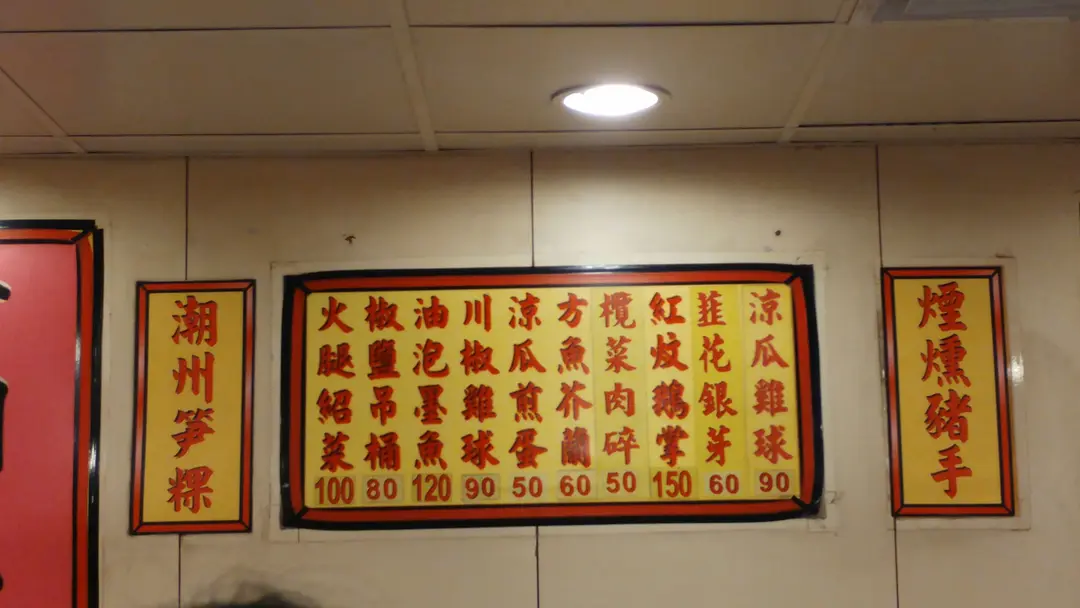 潮州笋粿
火腿紹菜 100
椒鹽吊桶 80
油泡墨魚 120
川椒雞球 90
涼瓜煎蛋 50
方魚芥蘭 60
欖菜肉碎 50
紅炆鵝掌 150
韮花銀芽 60
涼瓜雞球 90
煙燻豬手